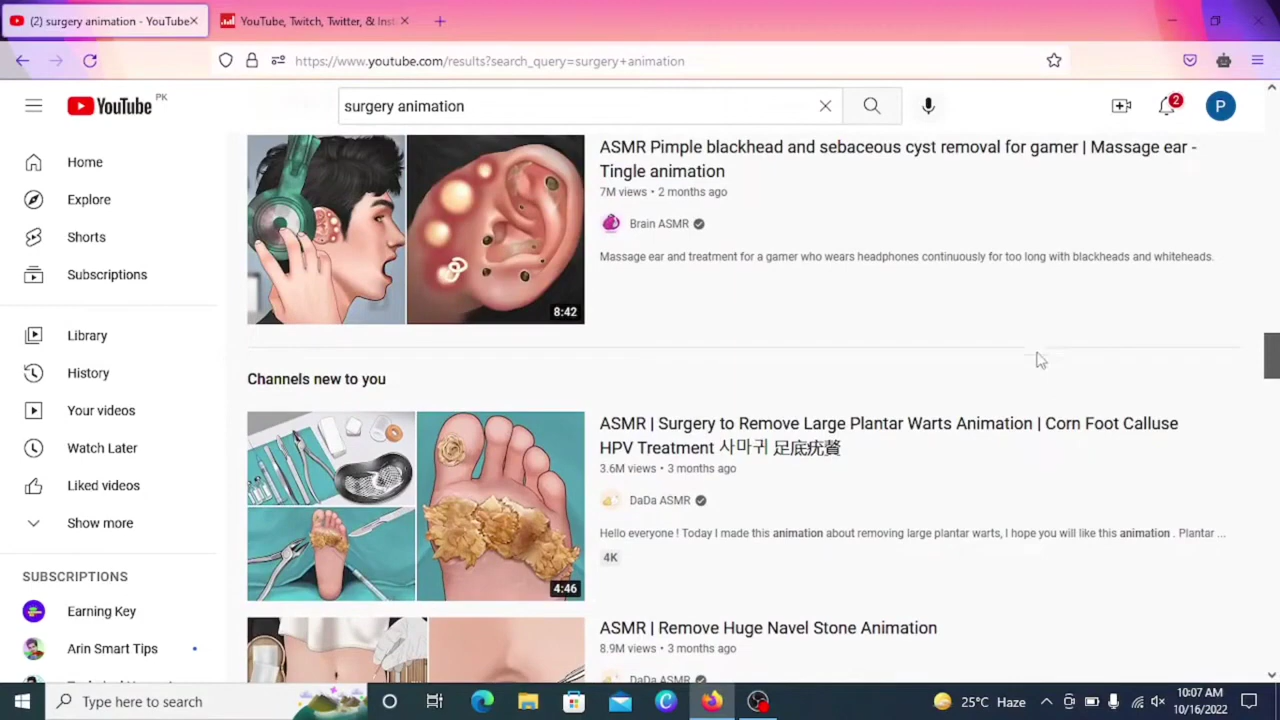 (2) surgery animation - YouTube
YouTube, Twitch, Twitter, & Inst
https://www.youtube.com/results?search_query=surgery+animation
YouTube PK
surgery animation
2
P
Home
Explore
Shorts
Subscriptions
Library
History
Your videos
Watch Later
Liked videos
Show more
SUBSCRIPTIONS
Earning Key
Arin Smart Tips
ASMR Pimple blackhead and sebaceous cyst removal for gamer | Massage ear -
Tingle animation
7M views • 2 months ago
Brain ASMR
Massage ear and treatment for a gamer who wears headphones continuously for too long with blackheads and whiteheads.
8:42
Channels new to you
ASMR | Surgery to Remove Large Plantar Warts Animation | Corn Foot Calluse
HPV Treatment 사마귀 足底疣贅
3.6M views • 3 months ago
DaDa ASMR
Hello everyone ! Today I made this animation about removing large plantar warts, I hope you will like this animation . Plantar ...
4K
4:46
ASMR | Remove Huge Navel Stone Animation
8.9M views • 3 months ago
DaDa ASMR
Type here to search
25°C Haze
10:07 AM
10/16/2022